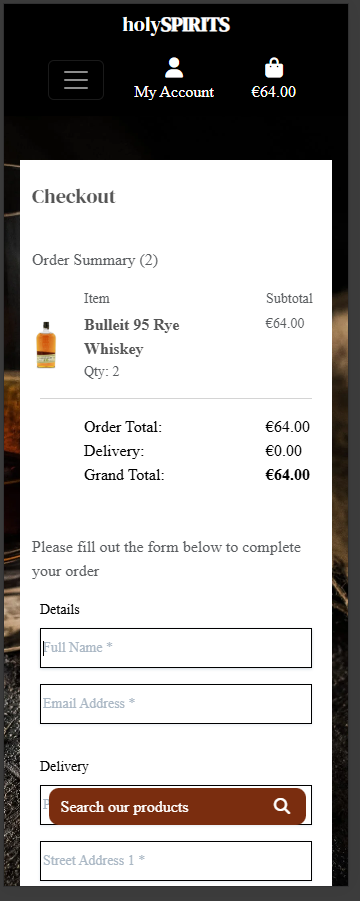 holySPIRITS
My Account
€64.00
Checkout
Order Summary (2)
Item Subtotal
Bulleit 95 Rye €64.00
Whiskey
Qty: 2
Order Total: €64.00
Delivery: €0.00
Grand Total: €64.00
Please fill out the form below to complete
your order
Details
Full Name *
Email Address *
Delivery
Search our products
Street Address 1 *